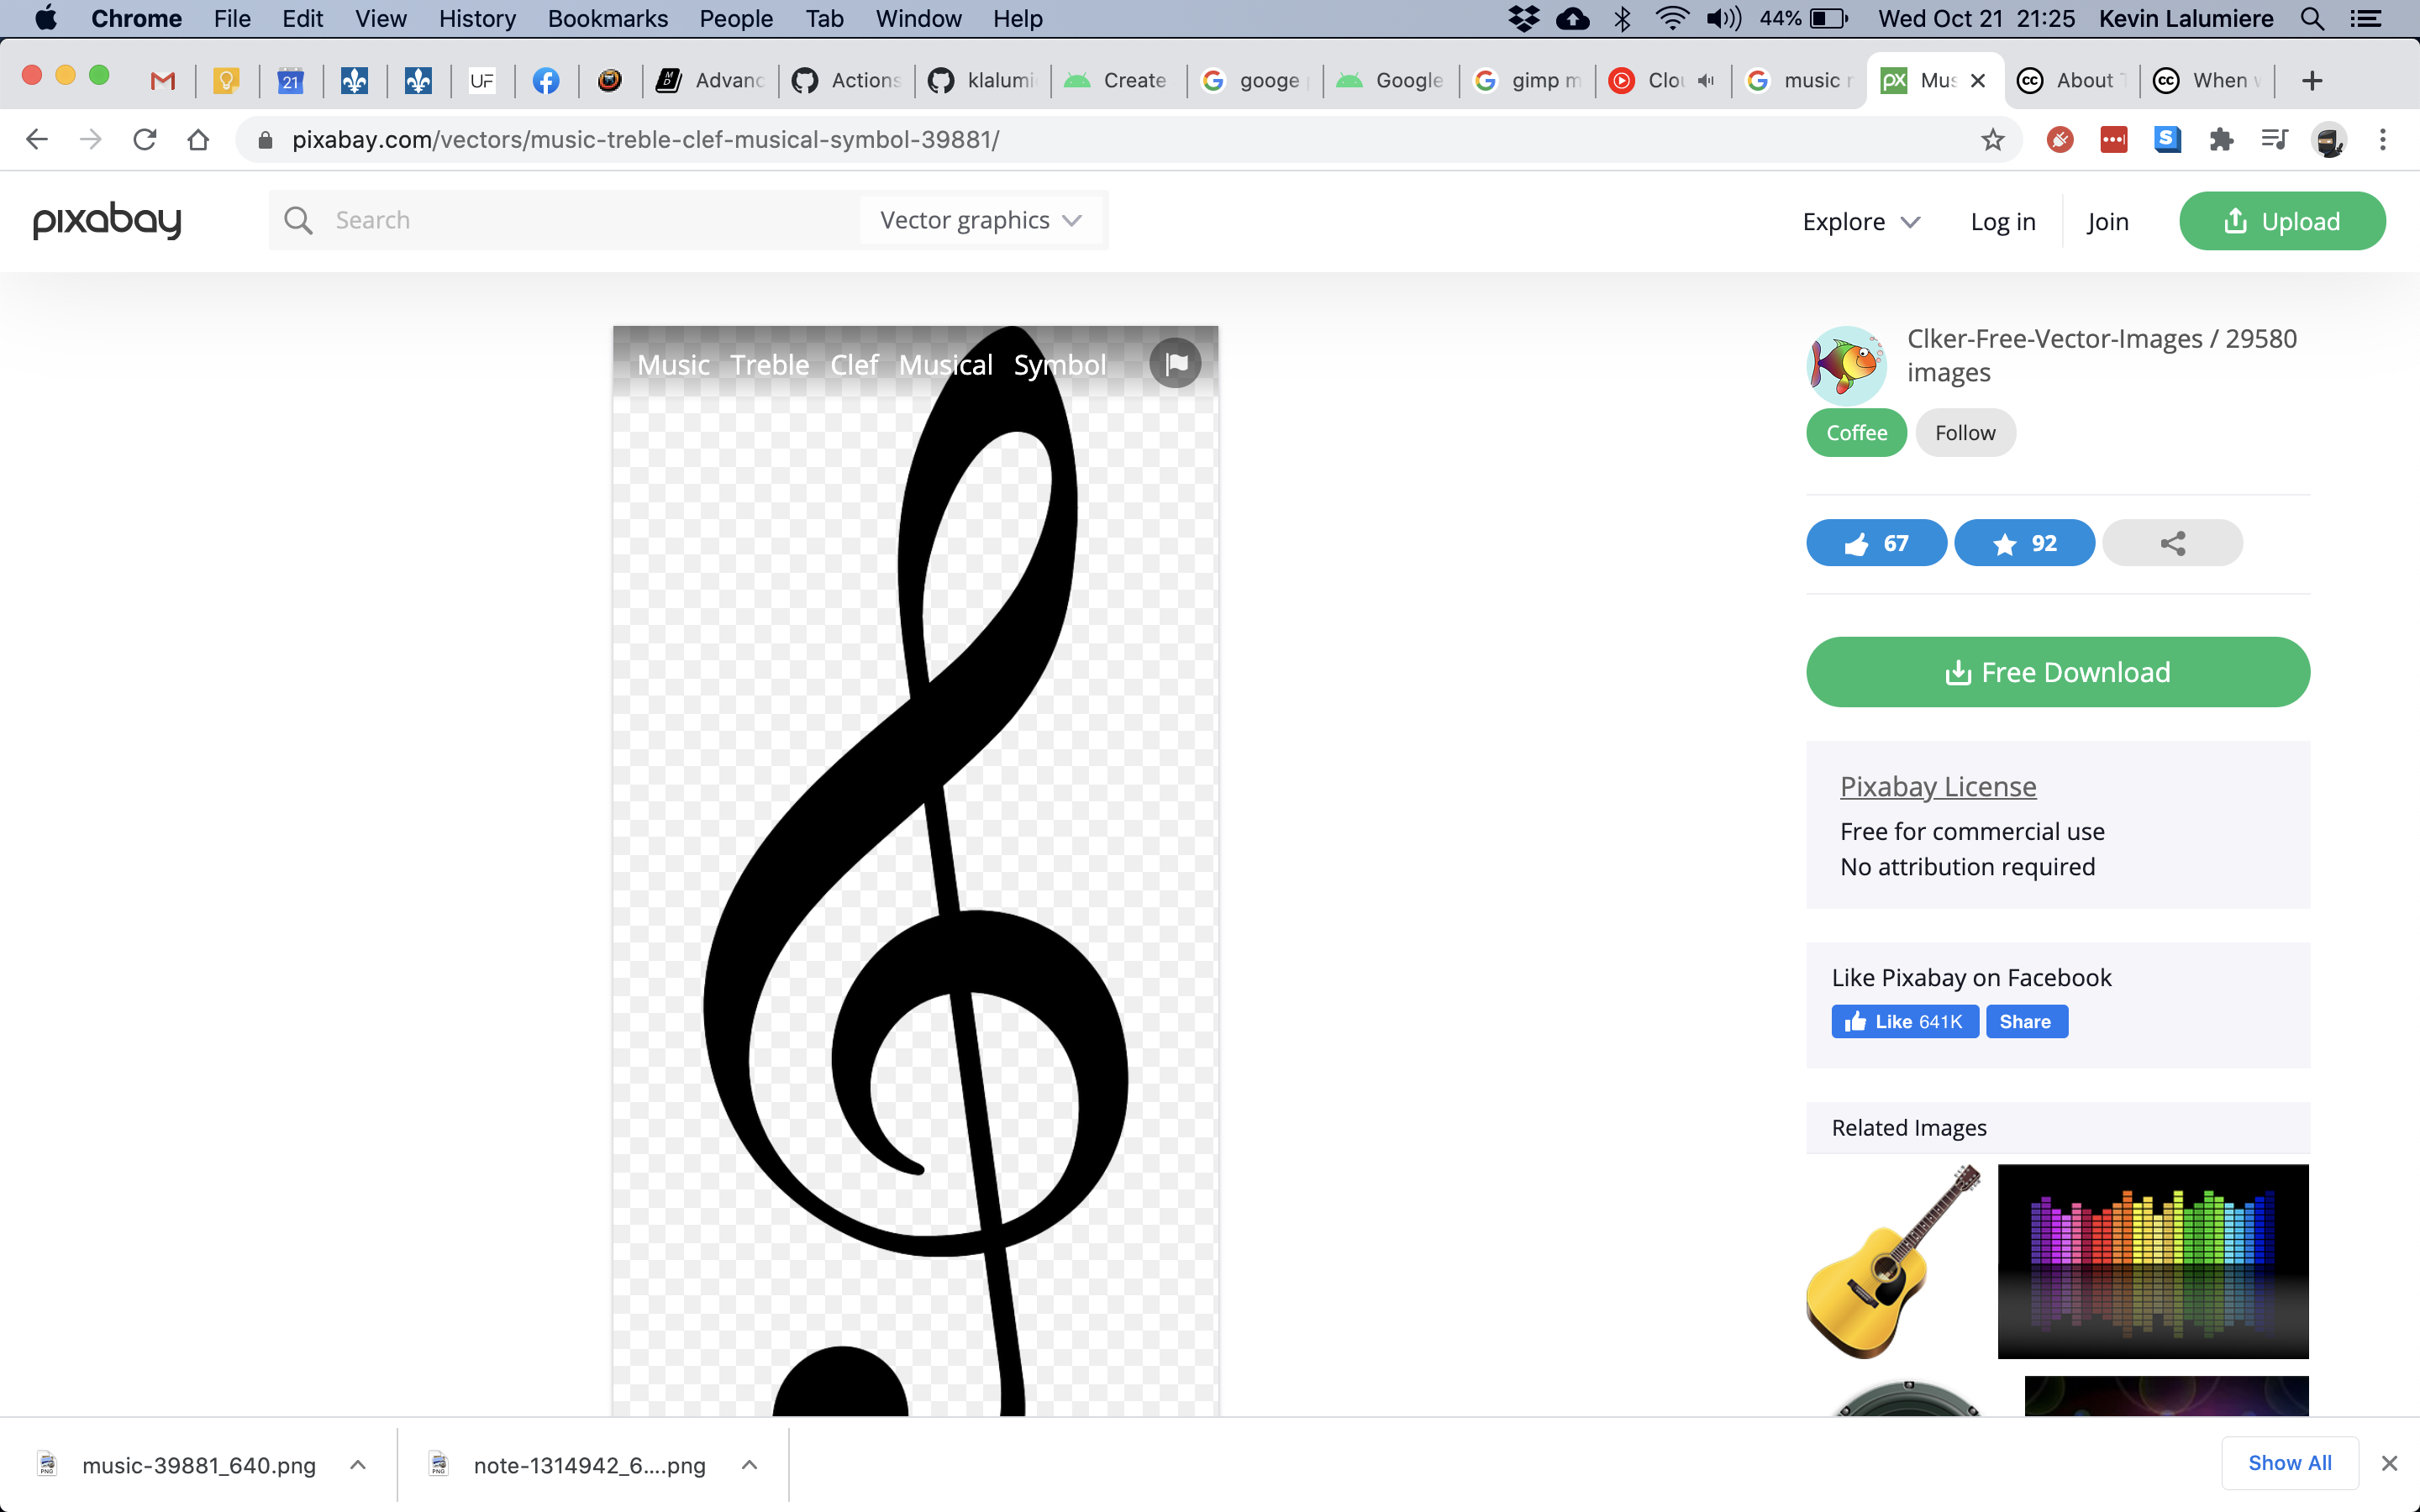 Chrome File Edit View History Bookmarks People Tab Window Help 44% Wed Oct 21 21:25 Kevin Lalumiere
21 UF Advanc Actions klalumi Create googe gimp m Google Clou music r Mus About When
pixabay.com/vectors/music-treble-clef-musical-symbol-39881/
pixabay Search Vector graphics Explore Log in Join Upload
Music Treble Clef Musical Symbol
Clker-Free-Vector-Images / 29580
images
Coffee Follow
67 92
Free Download
Pixabay License
Free for commercial use
No attribution required
Like Pixabay on Facebook
Like 641K Share
Related Images
music-39881_640.png note-1314942_6....png Show All